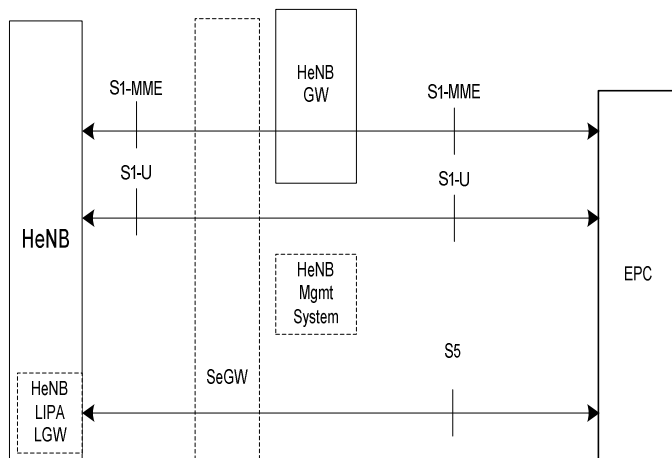 HeNB
GW
S1-MME
S1-MME
S1-U
S1-U
HeNB
HeNB
Mgmt
System
EPC
S5
SeGW
HeNB
LIPA
LGW